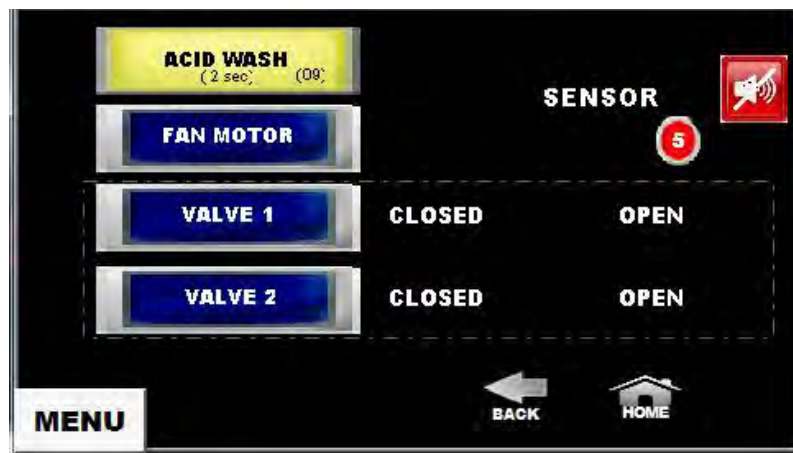 ACID WASH
(2 sec) (09)
SENSOR
FAN MOTOR
5
VALVE 1 CLOSED OPEN
VALVE 2 CLOSED OPEN
BACK HOME
MENU